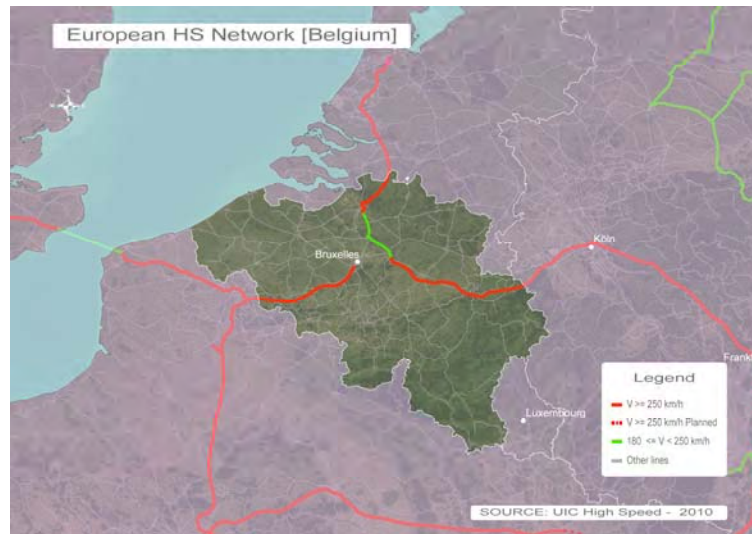 European HS Network [Belgium]
Bruxelles
Köln
Frankf
Luxembourg
Legend
V >= 250 km/h
V >= 250 km/h Planned
180 <= V < 250 km/h
Other lines
SOURCE: UIC High Speed - 2010